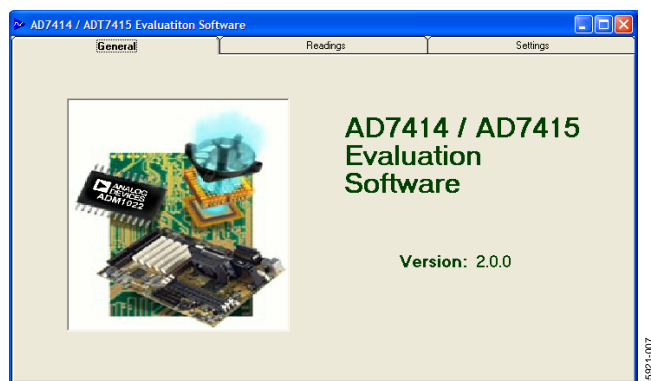 AD7414 / ADT7415 Evaluatiton Software
General Readings Settings
ANALOG
DEVICES
ADM1022
AD7414 / AD7415
Evaluation
Software
Version: 2.0.0
5921-007